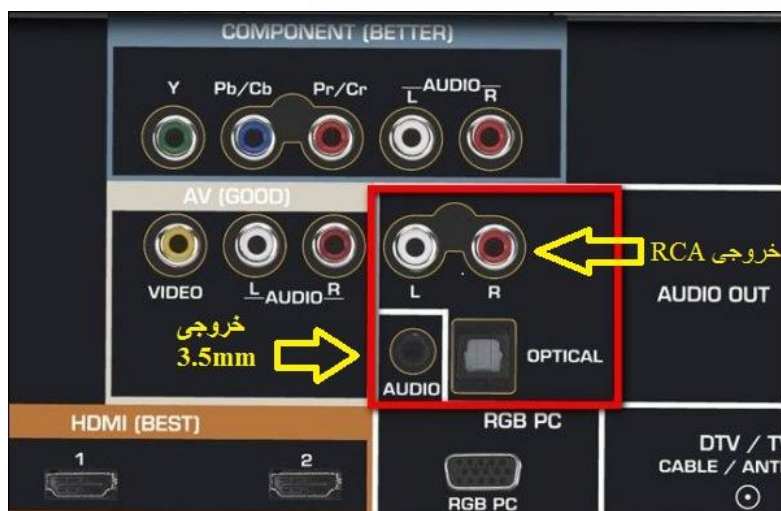 COMPONENT (BETTER)
Y Pb/Cb Pr/Cr L AUDIO R
AV (GOOD)
VIDEO L AUDIO R
L R
خروجی RCA
AUDIO OUT
خروجی
3.5mm
OPTICAL
AUDIO
HDMI (BEST)
1 2
RGB PC
RGB PC
DTV / T
CABLE / ANT